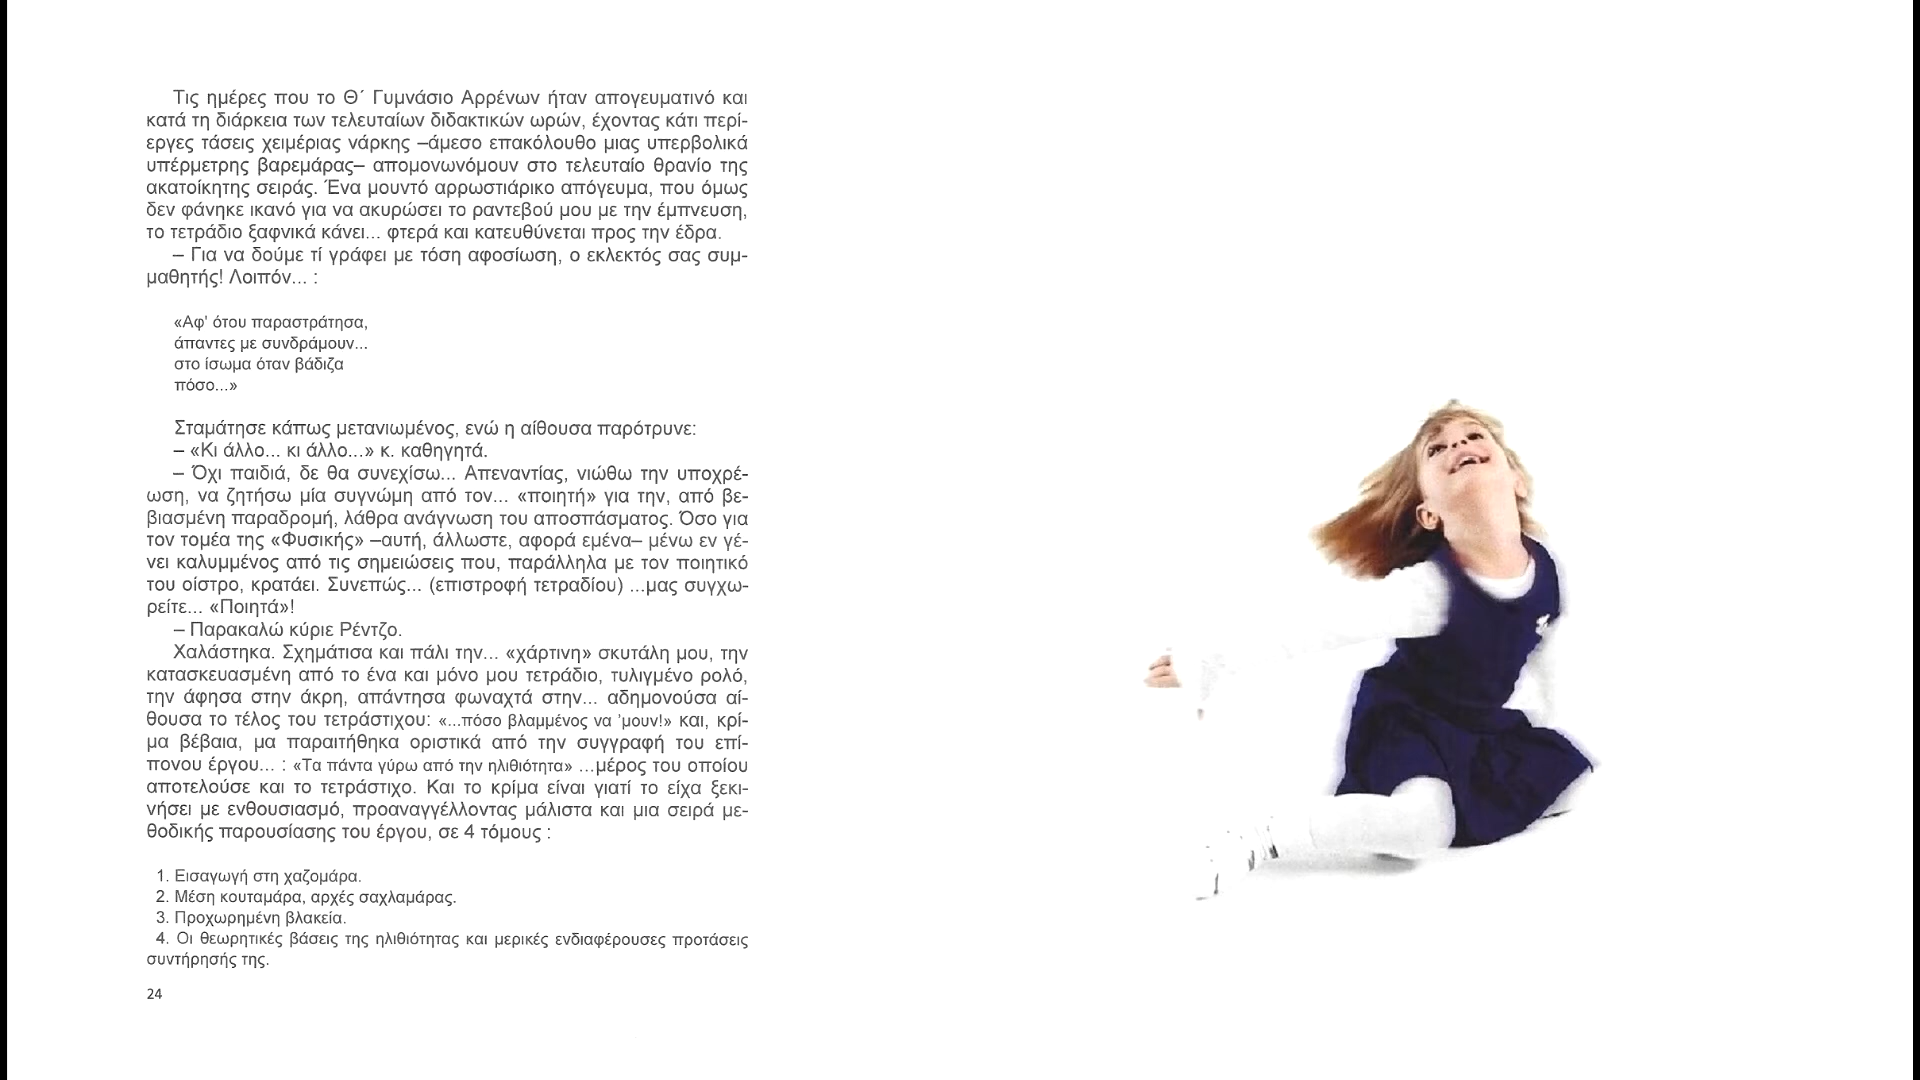 Τις ημέρες που το Θ΄ Γυμνάσιο Αρρένων ήταν απογευματινό και
κατά τη διάρκεια των τελευταίων διδακτικών ωρών, έχοντας κάτι περί-
εργες τάσεις χειμέριας νάρκης –άμεσο επακόλουθο μιας υπερβολικά
υπέρμετρης βαρεμάρας– απομονωνόμουν στο τελευταίο θρανίο της
ακατοίκητης σειράς. Ένα μουντό αρρωστιάρικο απόγευμα, που όμως
δεν φάνηκε ικανό για να ακυρώσει το ραντεβού μου με την έμπνευση,
το τετράδιο ξαφνικά κάνει... φτερά και κατευθύνεται προς την έδρα.
– Για να δούμε τί γράφει με τόση αφοσίωση, ο εκλεκτός σας συμ-
μαθητής! Λοιπόν... :
«Αφ' ότου παραστράτησα,
άπαντες με συνδράμουν...
στο ίσωμα όταν βάδιζα
πόσο...»
Σταμάτησε κάπως μετανιωμένος, ενώ η αίθουσα παρότρυνε:
– «Κι άλλο... κι άλλο...» κ. καθηγητά.
– Όχι παιδιά, δε θα συνεχίσω... Απεναντίας, νιώθω την υποχρέ-
ωση, να ζητήσω μία συγνώμη από τον... «ποιητή» για την, από βε-
βιασμένη παραδρομή, λάθρα ανάγνωση του αποσπάσματος. Όσο για
τον τομέα της «Φυσικής» –αυτή, άλλωστε, αφορά εμένα– μένω εν γέ-
νει καλυμμένος από τις σημειώσεις που, παράλληλα με τον ποιητικό
του οίστρο, κρατάει. Συνεπώς... (επιστροφή τετραδίου) ...μας συγχω-
ρείτε... «Ποιητά»!
– Παρακαλώ κύριε Ρέντζο.
Χαλάστηκα. Σχημάτισα και πάλι την... «χάρτινη» σκυτάλη μου, την
κατασκευασμένη από το ένα και μόνο μου τετράδιο, τυλιγμένο ρολό,
την άφησα στην άκρη, απάντησα φωναχτά στην... αδημονούσα αί-
θουσα το τέλος του τετράστιχου: «...πόσο βλαμμένος να 'μουν!» και, κρί-
μα βέβαια, μα παραιτήθηκα οριστικά από την συγγραφή του επί-
πονου έργου... : «Τα πάντα γύρω από την ηλιθιότητα» ...μέρος του οποίου
αποτελούσε και το τετράστιχο. Και το κρίμα είναι γιατί το είχα ξεκι-
νήσει με ενθουσιασμό, προαναγγέλλοντας μάλιστα και μια σειρά με-
θοδικής παρουσίασης του έργου, σε 4 τόμους :
1. Εισαγωγή στη χαζομάρα.
2. Μέση κουταμάρα, αρχές σαχλαμάρας.
3. Προχωρημένη βλακεία.
4. Οι θεωρητικές βάσεις της ηλιθιότητας και μερικές ενδιαφέρουσες προτάσεις
συντήρησής της.
24